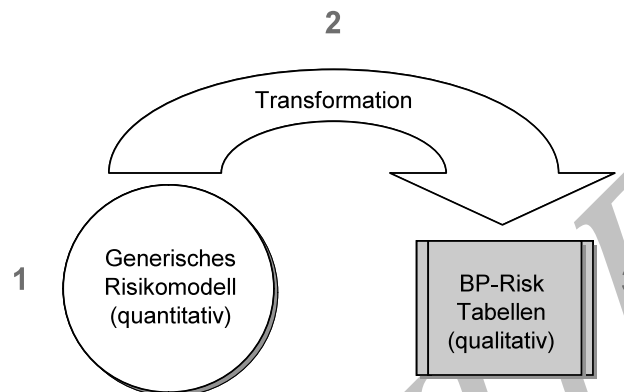 2
Transformation
1
Generisches
Risikomodell
(quantitativ)
BP-Risk
Tabellen
(qualitativ)